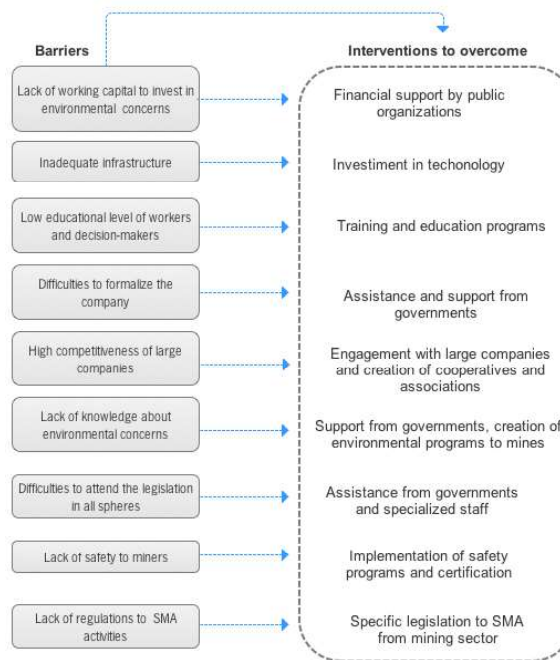 Barriers
Interventions to overcome
Lack of working capital to invest in
environmental concerns
Financial support by public
organizations
Inadequate infrastructure
Investiment in techonology
Low educational level of workers
and decision-makers
Training and education programs
Difficulties to formalize the
company
Assistance and support from
governments
High competitiveness of large
companies
Engagement with large companies
and creation of cooperatives and
associations
Lack of knowledge about
environmental concerns
Support from governments, creation of
environmental programs to mines
Difficulties to attend the legislation
in all spheres
Assistance from governments
and specialized staff
Lack of safety to miners
Implementation of safety
programs and certification
Lack of regulations to SMA
activities
Specific legislation to SMA
from mining sector